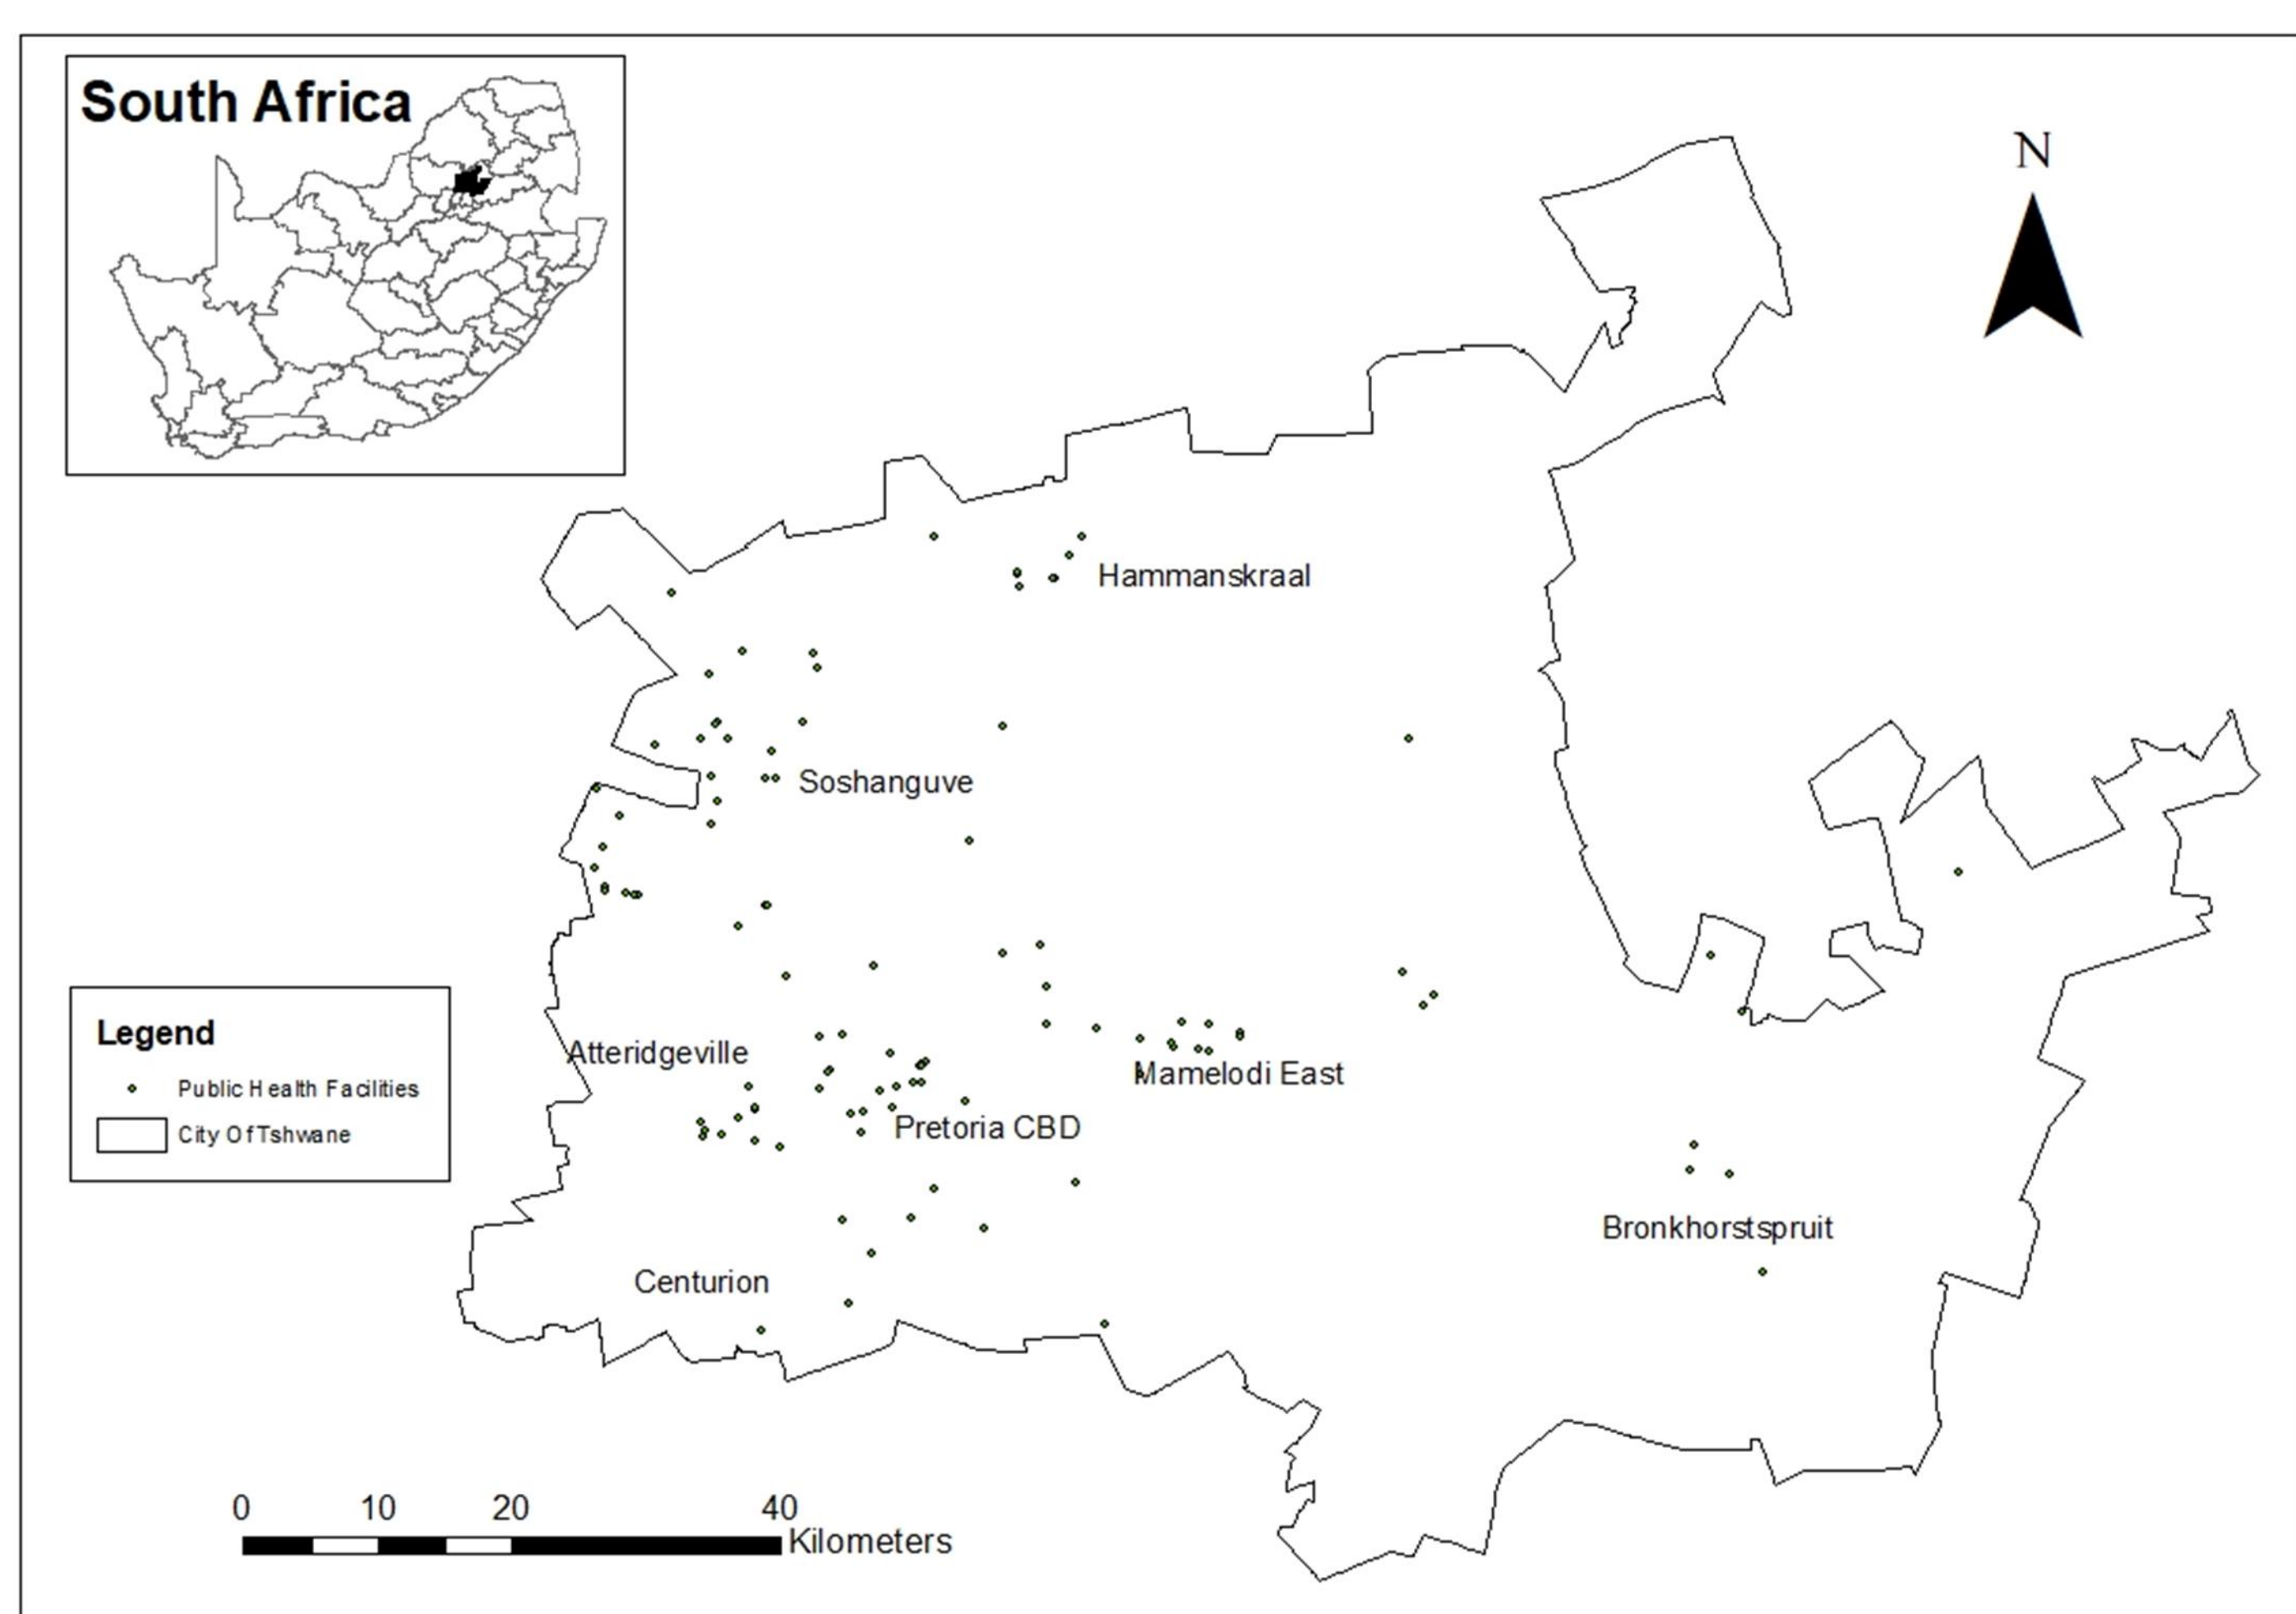 South Africa
N
Hammanskraal
Soshanguve
Legend
Public Health Facilities
City Of Tshwane
Atteridgeville
Mamelodi East
Pretoria CBD
Bronkhorstspruit
Centurion
0 10 20 40
Kilometers